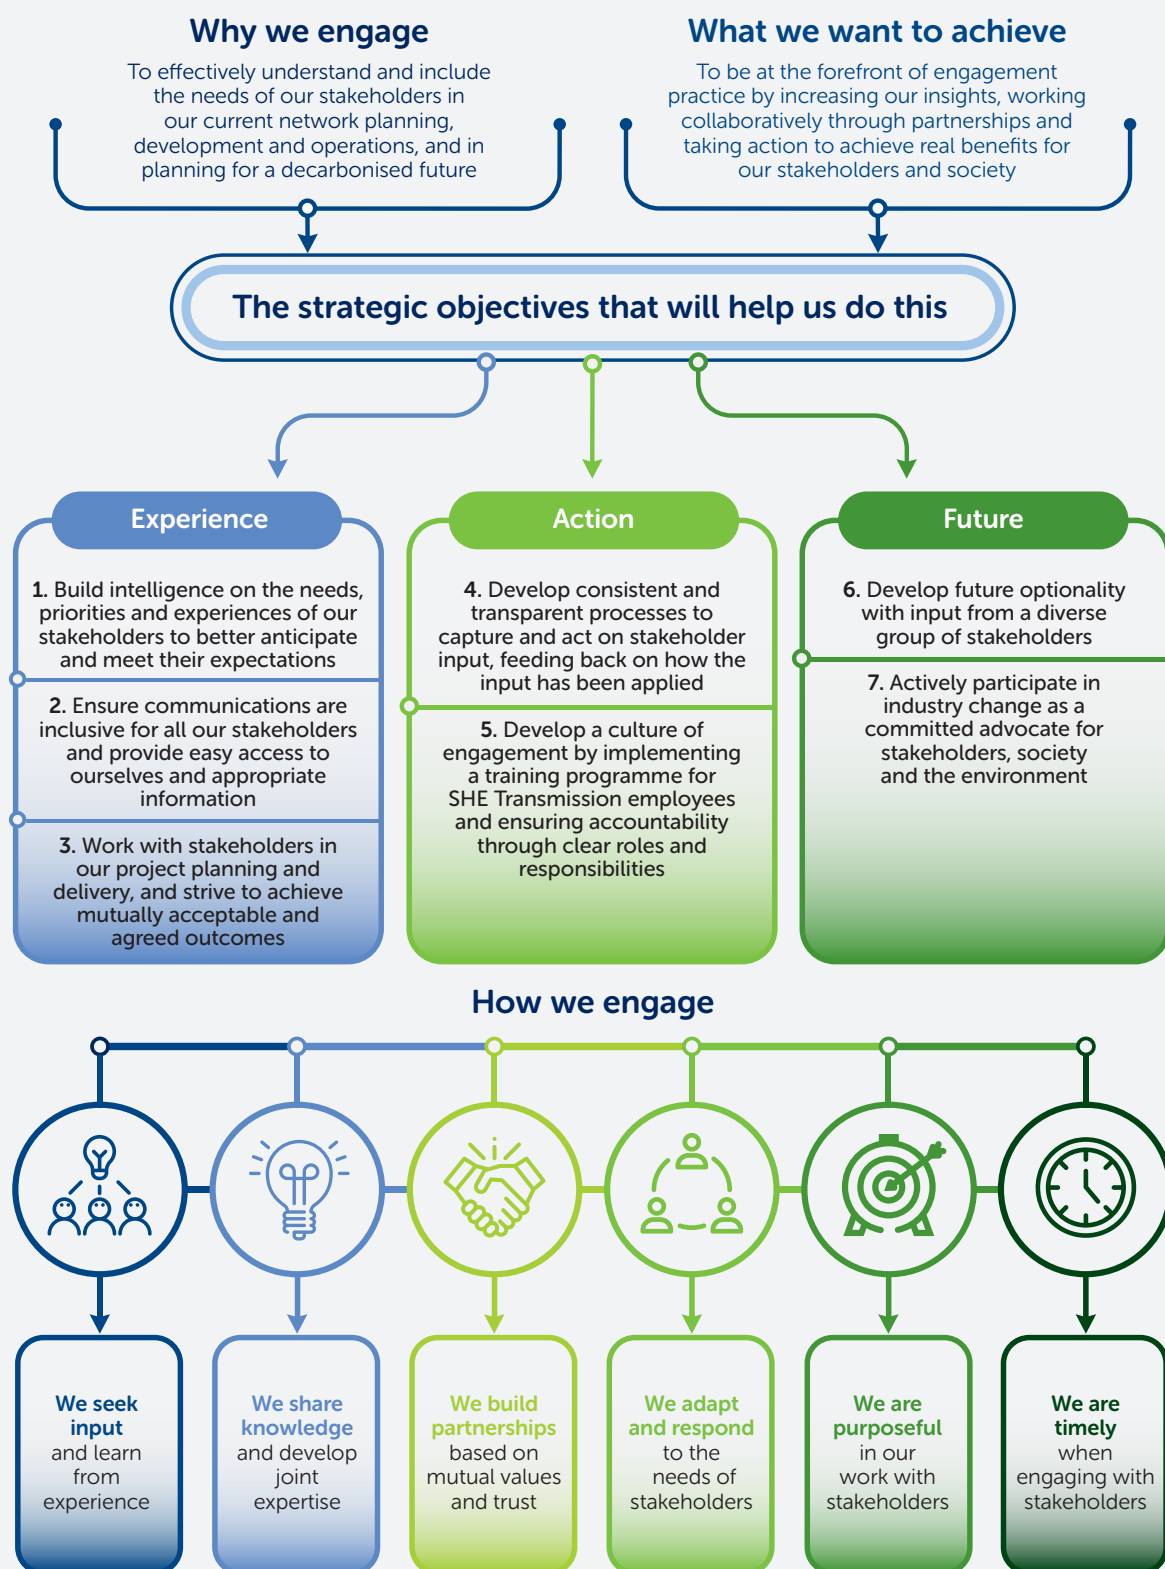 Why we engage
To effectively understand and include
the needs of our stakeholders in
our current network planning,
development and operations, and in
planning for a decarbonised future
What we want to achieve
To be at the forefront of engagement
practice by increasing our insights, working
collaboratively through partnerships and
taking action to achieve real benefits for
our stakeholders and society
The strategic objectives that will help us do this
Experience
1. Build intelligence on the needs,
priorities and experiences of our
stakeholders to better anticipate
and meet their expectations
2. Ensure communications are
inclusive for all our stakeholders
and provide easy access to
ourselves and appropriate
information
3. Work with stakeholders in
our project planning and
delivery, and strive to achieve
mutually acceptable and
agreed outcomes
Action
4. Develop consistent and
transparent processes to
capture and act on stakeholder
input, feeding back on how the
input has been applied
5. Develop a culture of
engagement by implementing
a training programme for
SHE Transmission employees
and ensuring accountability
through clear roles and
responsibilities
Future
6. Develop future optionality
with input from a diverse
group of stakeholders
7. Actively participate in
industry change as a
committed advocate for
stakeholders, society
and the environment
How we engage
We seek
input
and learn
from
experience
We share
knowledge
and develop
joint
expertise
We build
partnerships
based on
mutual values
and trust
We adapt
and respond
to the
needs of
stakeholders
We are
purposeful
in our
work with
stakeholders
We are
timely
when
engaging with
stakeholders